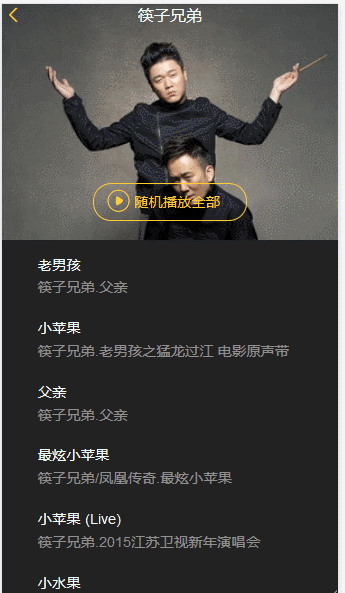 筷子兄弟
随机播放全部
老男孩
筷子兄弟.父亲
小苹果
筷子兄弟.老男孩之猛龙过江 电影原声带
父亲
筷子兄弟.父亲
最炫小苹果
筷子兄弟/凤凰传奇.最炫小苹果
小苹果 (Live)
筷子兄弟.2015江苏卫视新年演唱会
小水果